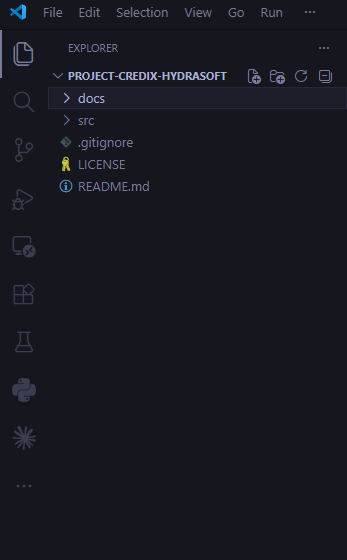 File Edit Selection View Go Run ...
EXPLORER ...
PROJECT-CREDIX-HYDRASOFT
docs
src
.gitignore
LICENSE
README.md